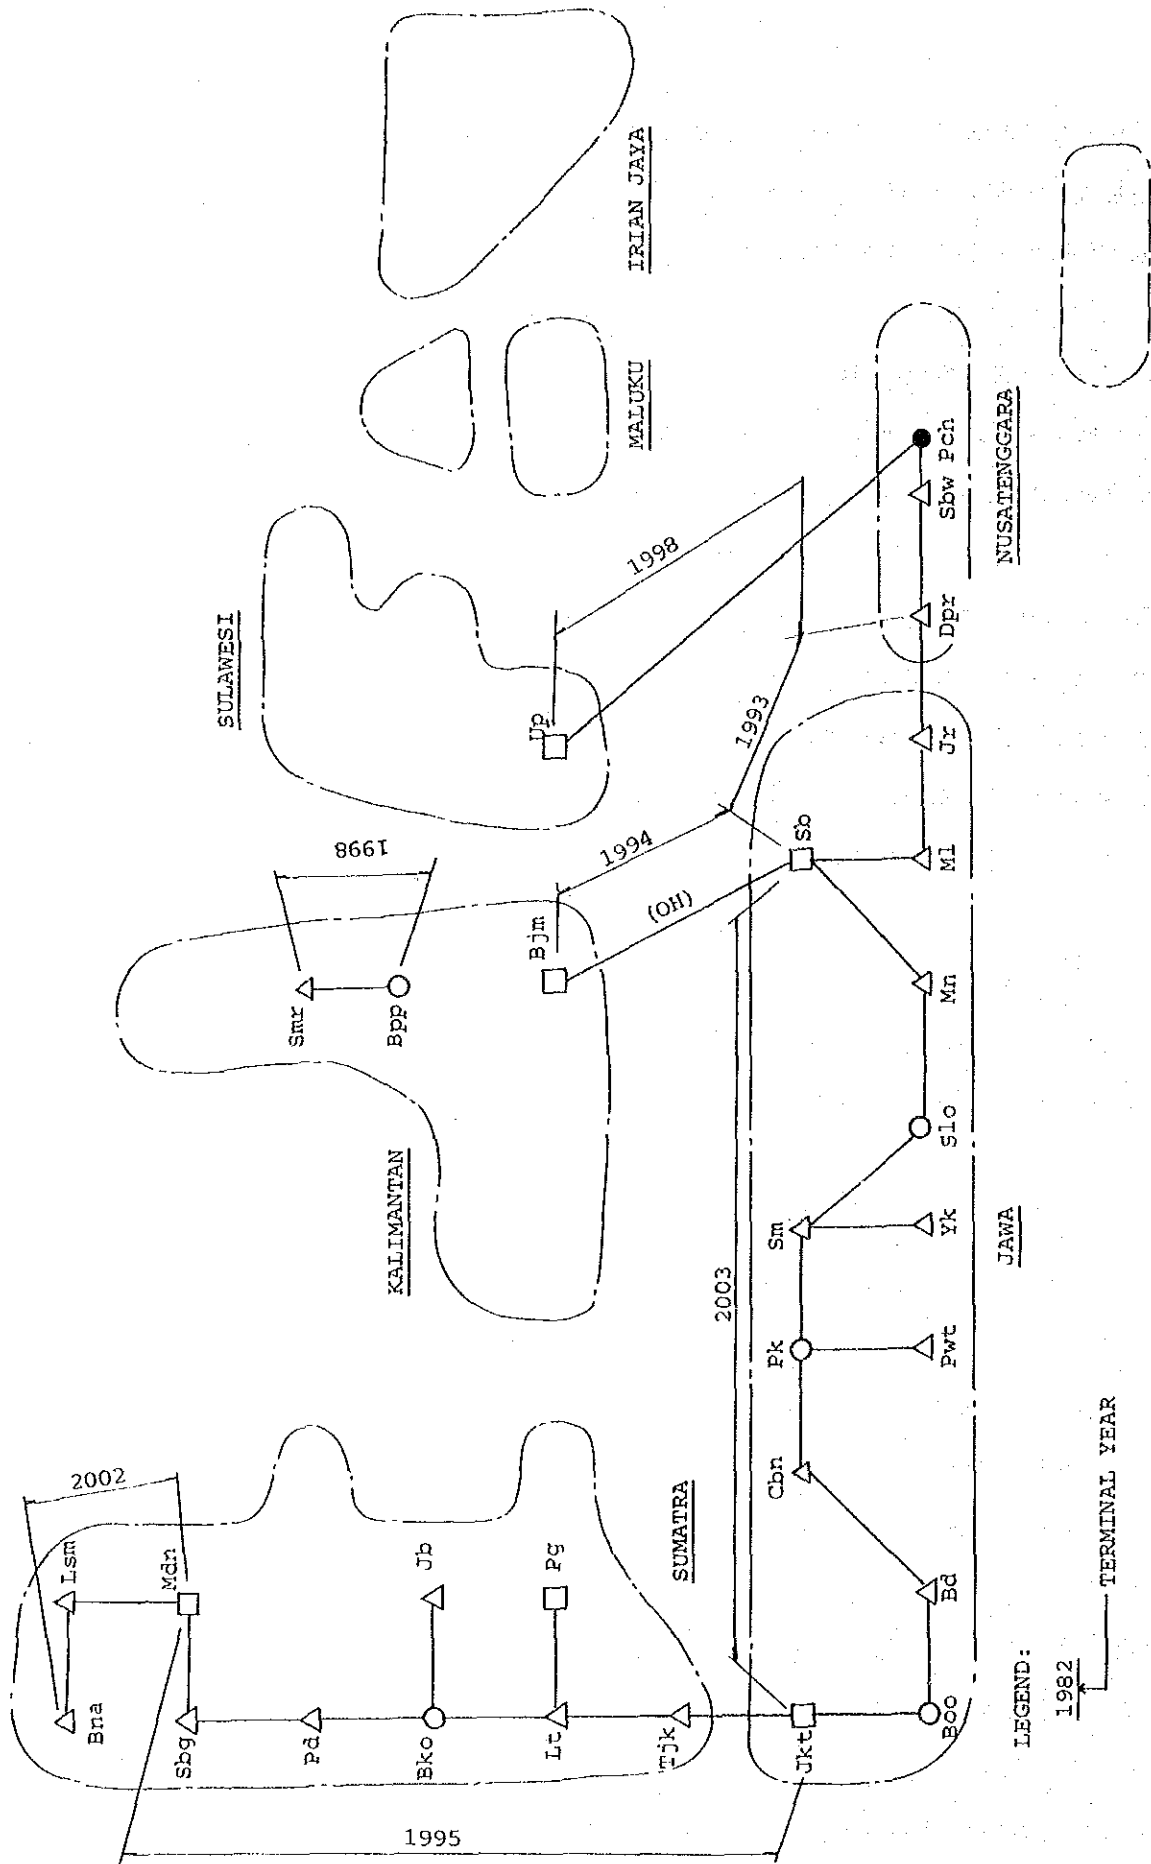 2002
Bna
Lsm
Mdn
Sbg
Pd
Bko
Jb
Lt
Pg
Tjk
SUMATRA
1995
KALIMANTAN
Smr
Bpp
1998
Bjm
SULAWESI
Up
MALUKU
IRIAN JAYA
(OH)
1994
1993
1998
2003
Jkt
Boo
Bd
Cbn
Pk
Pwt
Sm
Yk
Slo
Mn
Sb
Ml
Jr
JAWA
Dpr
Sbw
Pch
NUSATENGGARA
LEGEND:
1982
TERMINAL YEAR